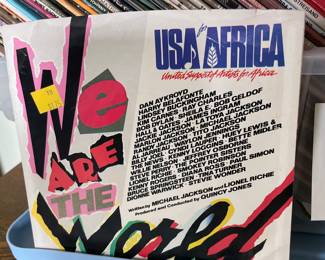 USA for AFRICA
United Support of Artists for Africa
We
ARE
THE
World
DAN AYKROYD
HARRY BELAFONTE
LINDSEY BUCKINGHAM
KIM CARNES RAY CHARLES
BOB DYLAN SHEILA E. BOB GELOF
HALL & OATES JAMES INGRAM
JACKIE JACKSON LA TOYA JACKSON
MARLON JACKSON MICHAEL JACKSON
RANDY JACKSON TITO JACKSON
AL JARREAU WAYLON JENNINGS
BILLY JOEL CYNDI LAUPER HUEY LEWIS &
THE NEWS KENNY LOGGINS BETTE MIDLER
WILLIE NELSON JEFFREY OSBORNE
STEVE PERRY THE POINTER SISTERS
LIONEL RICHIE SMOKEY ROBINSON
KENNY ROGERS DIANA ROSS PAUL SIMON
BRUCE SPRINGSTEEN TINA TURNER
DIONNE WARWICK STEVIE WONDER
Written by MICHAEL JACKSON and LIONEL RICHIE
Produced and Conducted by QUINCY JONES